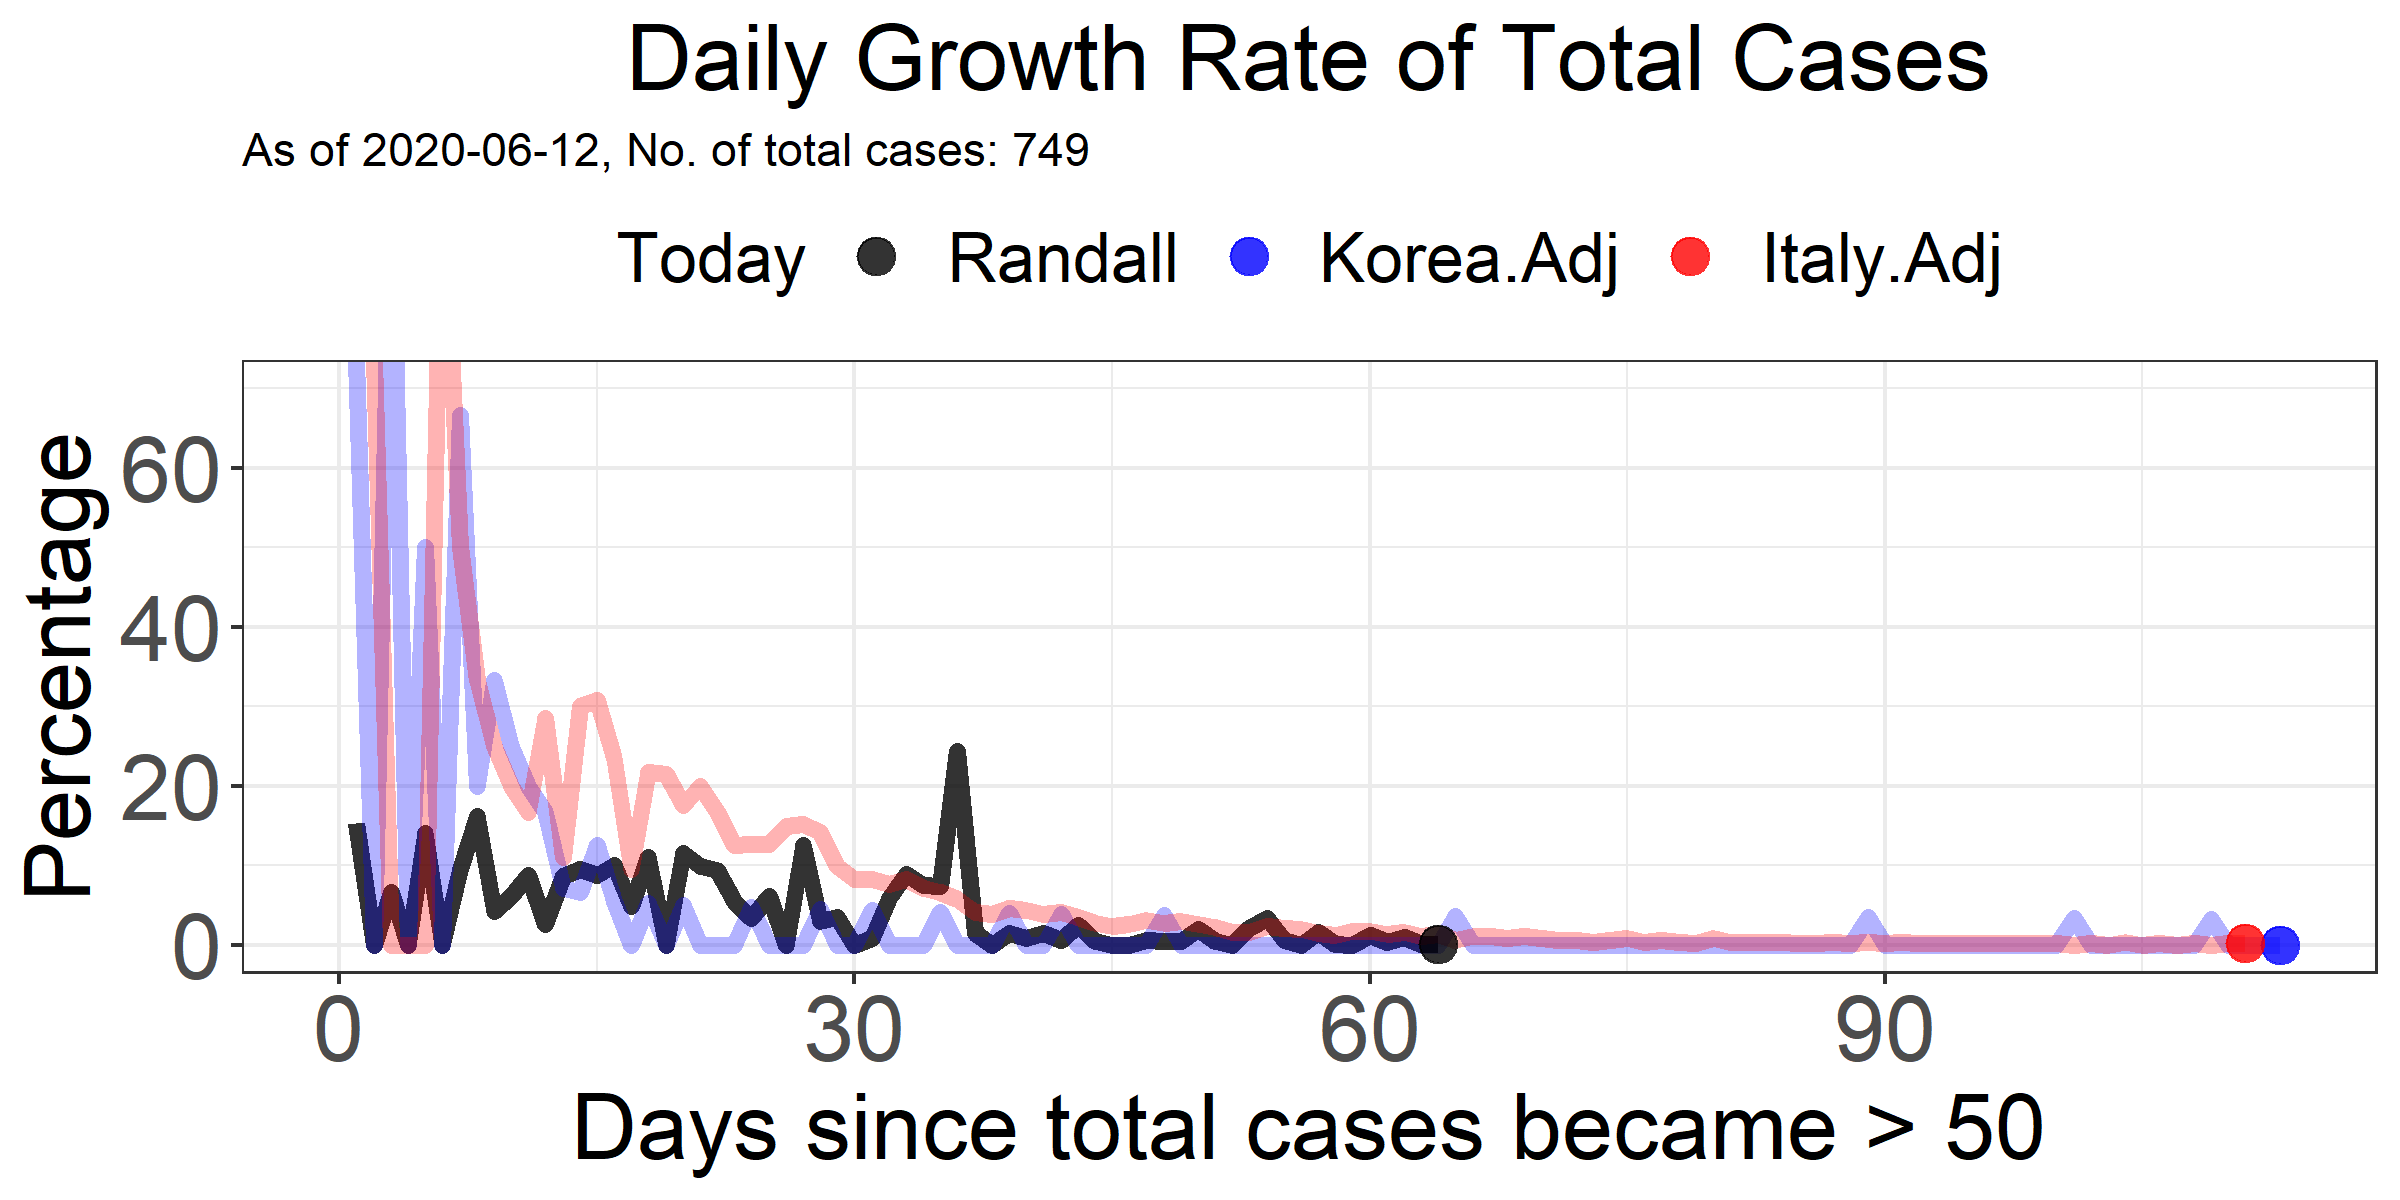 Daily Growth Rate of Total Cases
As of 2020-06-12, No. of total cases: 749
Today Randall Korea.Adj Italy.Adj
Percentage
60
40
20
0
0 30 60 90
Days since total cases became > 50